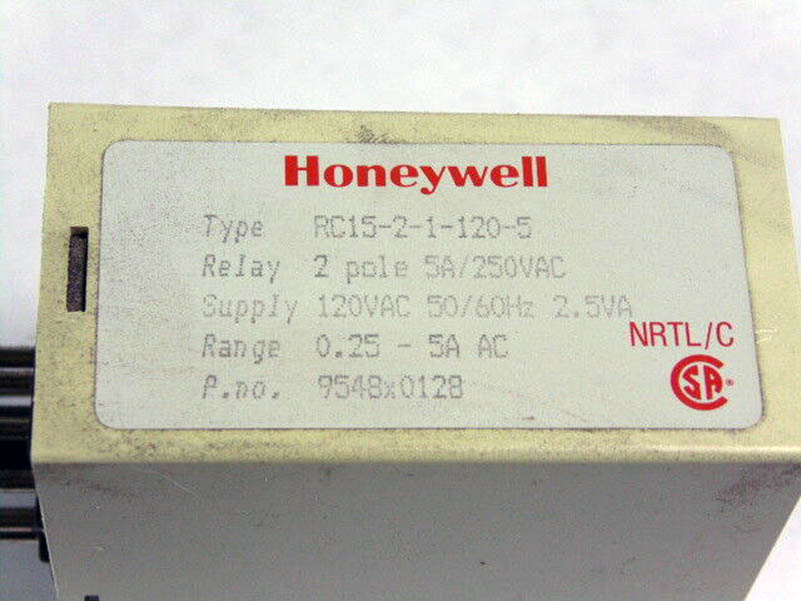 Honeywell
Type RC15-2-1-120-5
Relay 2 pole 5A/250VAC
Supply 120VAC 50/60Hz 2.5VA
Range 0.25 - 5A AC
P.no. 9548x0128
NRTL/C
SA®